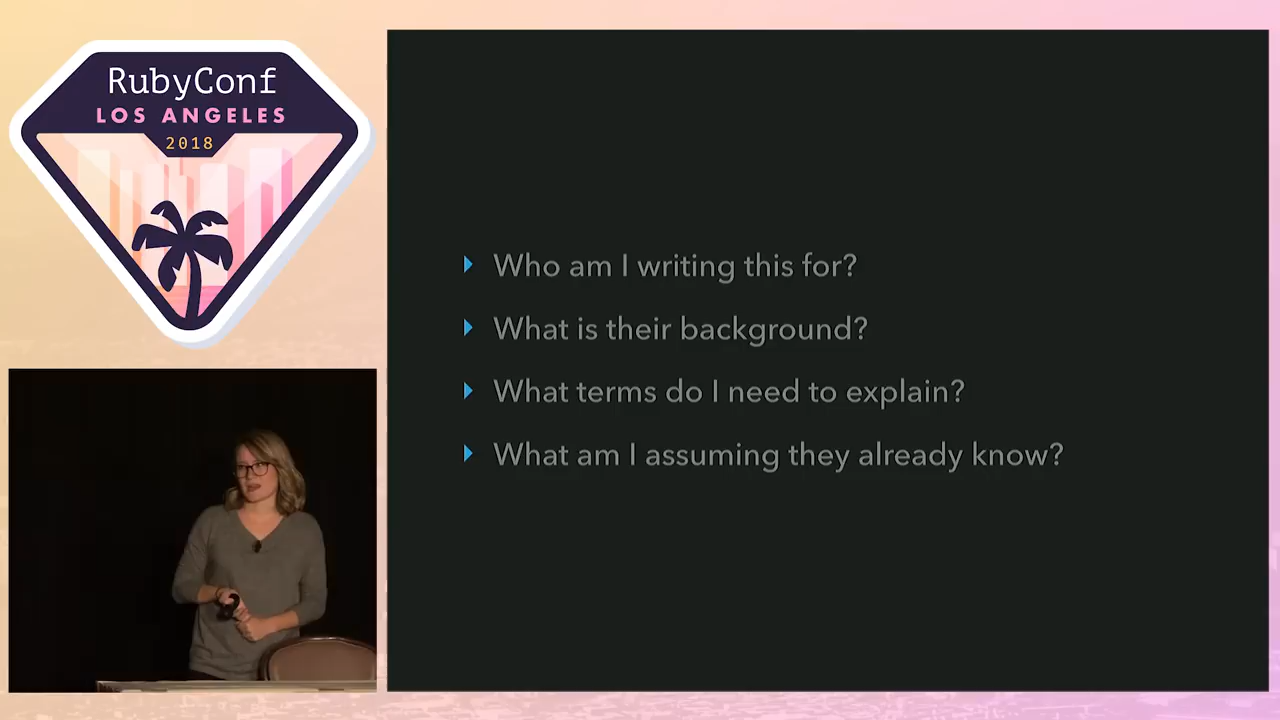 RubyConf
LOS ANGELES
2018
Who am I writing this for?
What is their background?
What terms do I need to explain?
What am I assuming they already know?